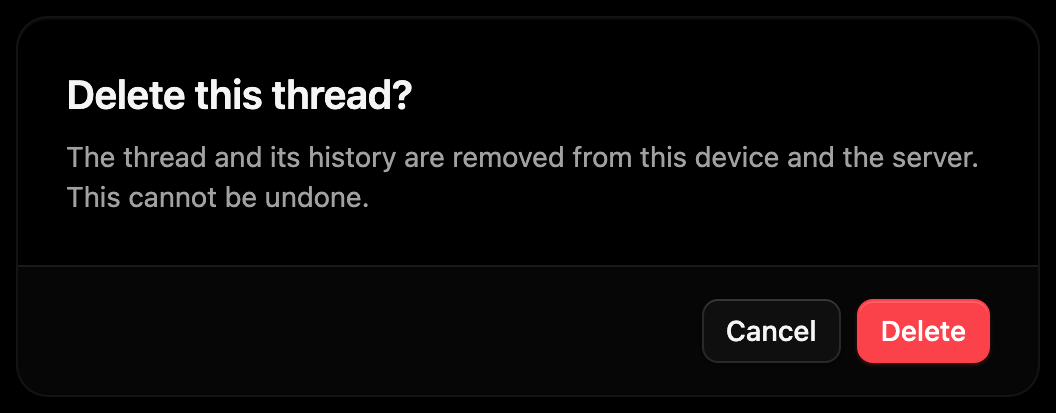 Delete this thread?
The thread and its history are removed from this device and the server.
This cannot be undone.
Cancel
Delete